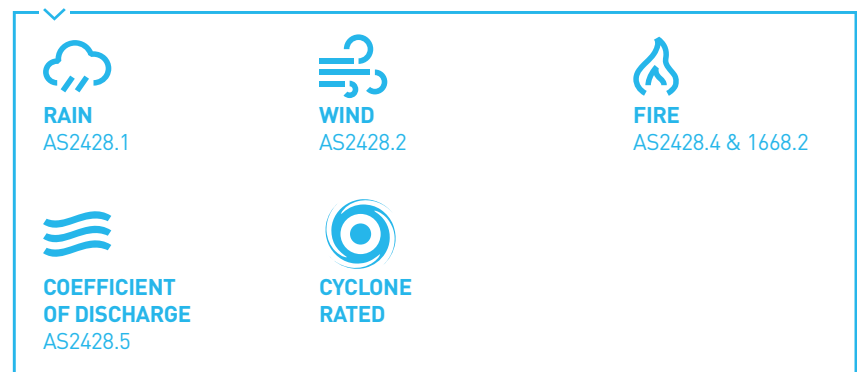 RAIN
AS2428.1
WIND
AS2428.2
FIRE
AS2428.4 & 1668.2
COEFFICIENT
OF DISCHARGE
AS2428.5
CYCLONE
RATED